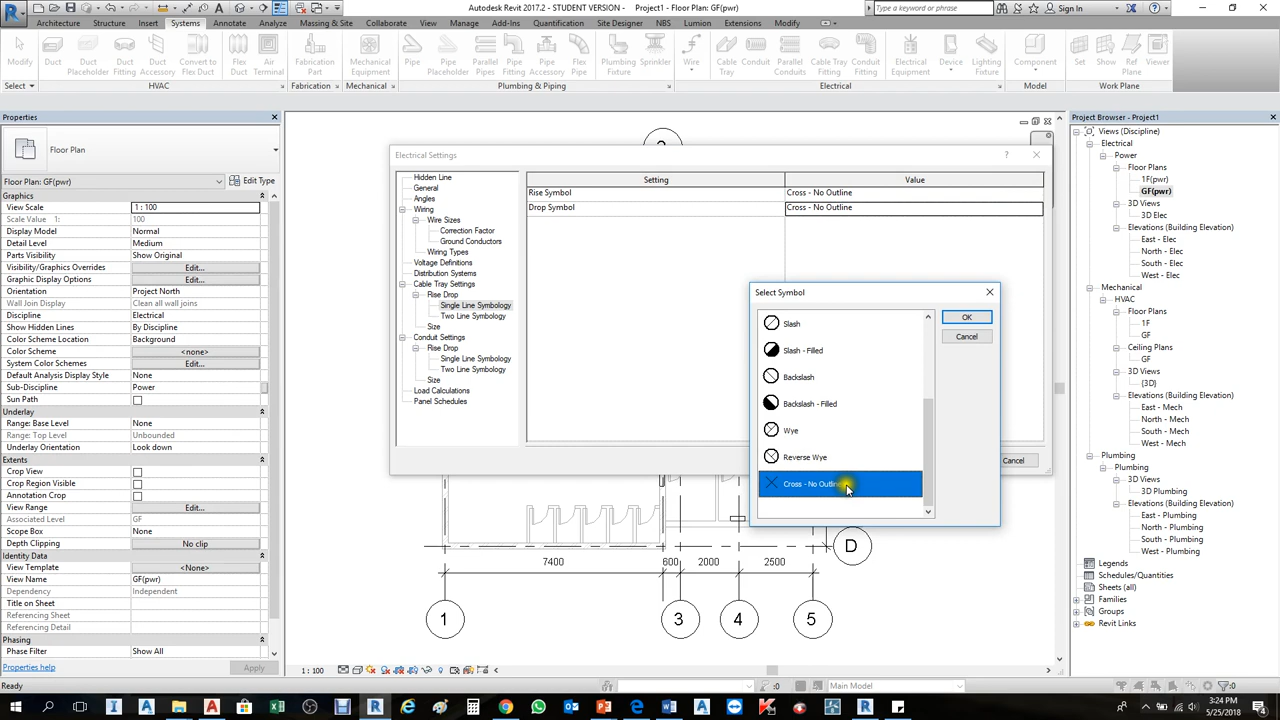 Autodesk Revit 2017.2 - STUDENT VERSION - Project1 - Floor Plan: GF(pwr)
Type a keyword or phrase
Sign In
Architecture Structure Insert Systems Annotate Analyze Massing & Site Collaborate View Manage Add-Ins Quantification Site Designer NBS Lumion Extensions Modify
Modify
Duct
Duct Placeholder
Duct Fitting
Duct Accessory
Convert to Flex Duct
Flex Duct
Air Terminal
Fabrication Part
Mechanical Equipment
Pipe
Pipe Placeholder
Parallel Pipes
Pipe Fitting
Pipe Accessory
Flex Pipe
Plumbing Fixture
Sprinkler
Wire
Cable Tray
Conduit
Parallel Conduits
Cable Tray Fitting
Conduit Fitting
Electrical Equipment
Device
Lighting Fixture
Component
Set
Show
Ref Plane
Viewer
Select HVAC Fabrication Mechanical Plumbing & Piping Electrical Model Work Plane
Properties
Floor Plan
Floor Plan: GF(pwr) Edit Type
Graphics
View Scale 1 : 100
Scale Value 1: 100
Display Model Normal
Detail Level Medium
Parts Visibility Show Original
Visibility/Graphics Overrides Edit...
Graphic Display Options Edit...
Orientation Project North
Wall Join Display Clean all wall joins
Discipline Electrical
Show Hidden Lines By Discipline
Color Scheme Location Background
Color Scheme <none>
System Color Schemes Edit...
Default Analysis Display Style None
Sub-Discipline Power
Sun Path
Underlay
Range: Base Level None
Range: Top Level Unbounded
Underlay Orientation Look down
Extents
Crop View
Crop Region Visible
Annotation Crop
View Range Edit...
Associated Level GF
Scope Box None
Depth Clipping No clip
Identity Data
View Template <None>
View Name GF(pwr)
Dependency Independent
Title on Sheet
Referencing Sheet
Referencing Detail
Phasing
Phase Filter Show All
Properties help Apply
Electrical Settings
Hidden Line
General
Angles
Wiring
Wire Sizes
Correction Factor
Ground Conductors
Wiring Types
Voltage Definitions
Distribution Systems
Cable Tray Settings
Rise Drop
Single Line Symbology
Two Line Symbology
Size
Conduit Settings
Rise Drop
Single Line Symbology
Two Line Symbology
Size
Load Calculations
Panel Schedules
Setting Value
Rise Symbol Cross - No Outline
Drop Symbol Cross - No Outline
Cancel
Select Symbol
Slash
Slash - Filled
Backslash
Backslash - Filled
Wye
Reverse Wye
Cross - No Outline
OK
Cancel
D
7400 600 2000 2500
1 3 4 5
1 : 100
Project Browser - Project1
Views (Discipline)
Electrical
Power
Floor Plans
1F(pwr)
GF(pwr)
3D Views
3D Elec
Elevations (Building Elevation)
East - Elec
North - Elec
South - Elec
West - Elec
Mechanical
HVAC
Floor Plans
1F
GF
Ceiling Plans
GF
3D Views
{3D}
Elevations (Building Elevation)
East - Mech
North - Mech
South - Mech
West - Mech
Plumbing
Plumbing
3D Views
3D Plumbing
Elevations (Building Elevation)
East - Plumbing
North - Plumbing
South - Plumbing
West - Plumbing
Legends
Schedules/Quantities
Sheets (all)
Families
Groups
Revit Links
Ready :0 Main Model :0
3:24 PM
5/25/2018